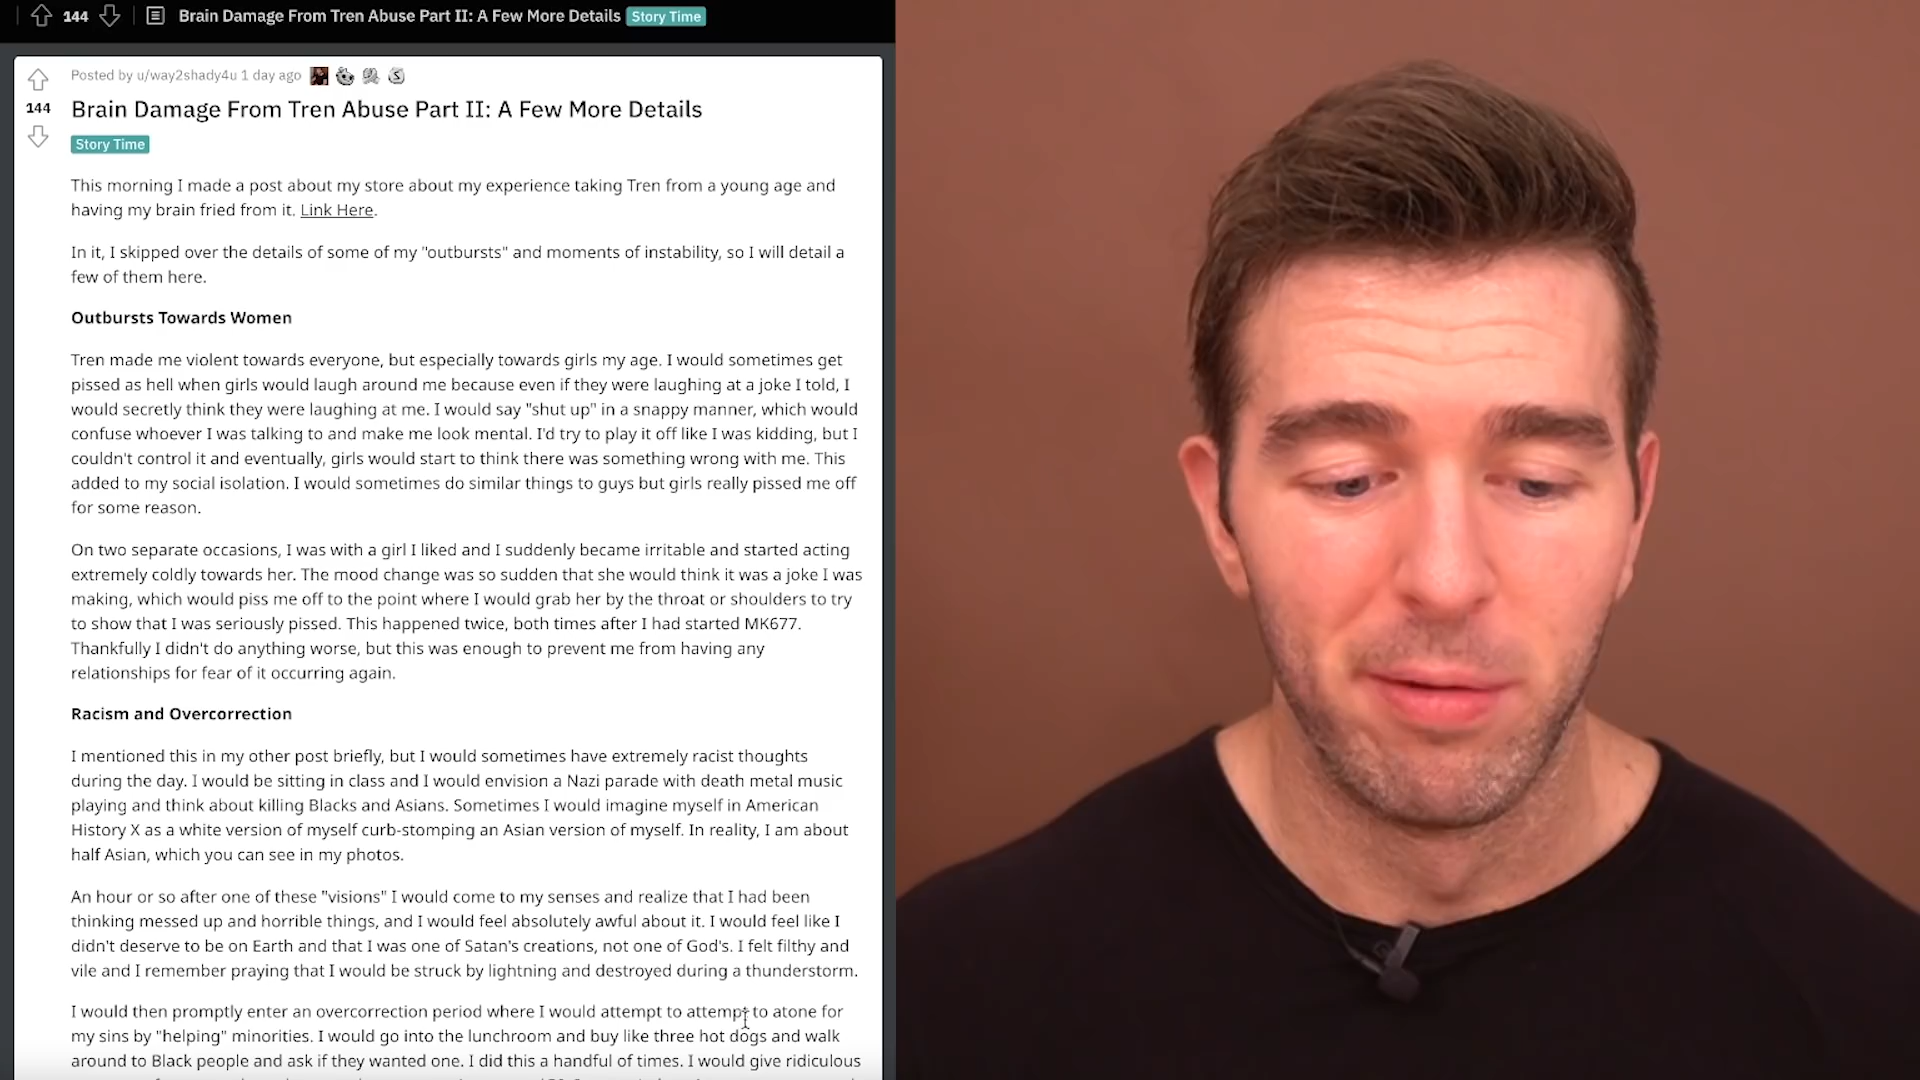 144 Brain Damage From Tren Abuse Part II: A Few More Details Story Time
Posted by u/way2shady4u 1 day ago
144
Brain Damage From Tren Abuse Part II: A Few More Details
Story Time
This morning I made a post about my store about my experience taking Tren from a young age and
having my brain fried from it. Link Here.
In it, I skipped over the details of some of my "outbursts" and moments of instability, so I will detail a
few of them here.
Outbursts Towards Women
Tren made me violent towards everyone, but especially towards girls my age. I would sometimes get
pissed as hell when girls would laugh around me because even if they were laughing at a joke I told, I
would secretly think they were laughing at me. I would say "shut up" in a snappy manner, which would
confuse whoever I was talking to and make me look mental. I'd try to play it off like I was kidding, but I
couldn't control it and eventually, girls would start to think there was something wrong with me. This
added to my social isolation. I would sometimes do similar things to guys but girls really pissed me off
for some reason.
On two separate occasions, I was with a girl I liked and I suddenly became irritable and started acting
extremely coldly towards her. The mood change was so sudden that she would think it was a joke I was
making, which would piss me off to the point where I would grab her by the throat or shoulders to try
to show that I was seriously pissed. This happened twice, both times after I had started MK677.
Thankfully I didn't do anything worse, but this was enough to prevent me from having any
relationships for fear of it occurring again.
Racism and Overcorrection
I mentioned this in my other post briefly, but I would sometimes have extremely racist thoughts
during the day. I would be sitting in class and I would envision a Nazi parade with death metal music
playing and think about killing Blacks and Asians. Sometimes I would imagine myself in American
History X as a white version of myself curb-stomping an Asian version of myself. In reality, I am about
half Asian, which you can see in my photos.
An hour or so after one of these "visions" I would come to my senses and realize that I had been
thinking messed up and horrible things, and I would feel absolutely awful about it. I would feel like I
didn't deserve to be on Earth and that I was one of Satan's creations, not one of God's. I felt filthy and
vile and I remember praying that I would be struck by lightning and destroyed during a thunderstorm.
I would then promptly enter an overcorrection period where I would attempt to attempt to atone for
my sins by "helping" minorities. I would go into the lunchroom and buy like three hot dogs and walk
around to Black people and ask if they wanted one. I did this a handful of times. I would give ridiculous